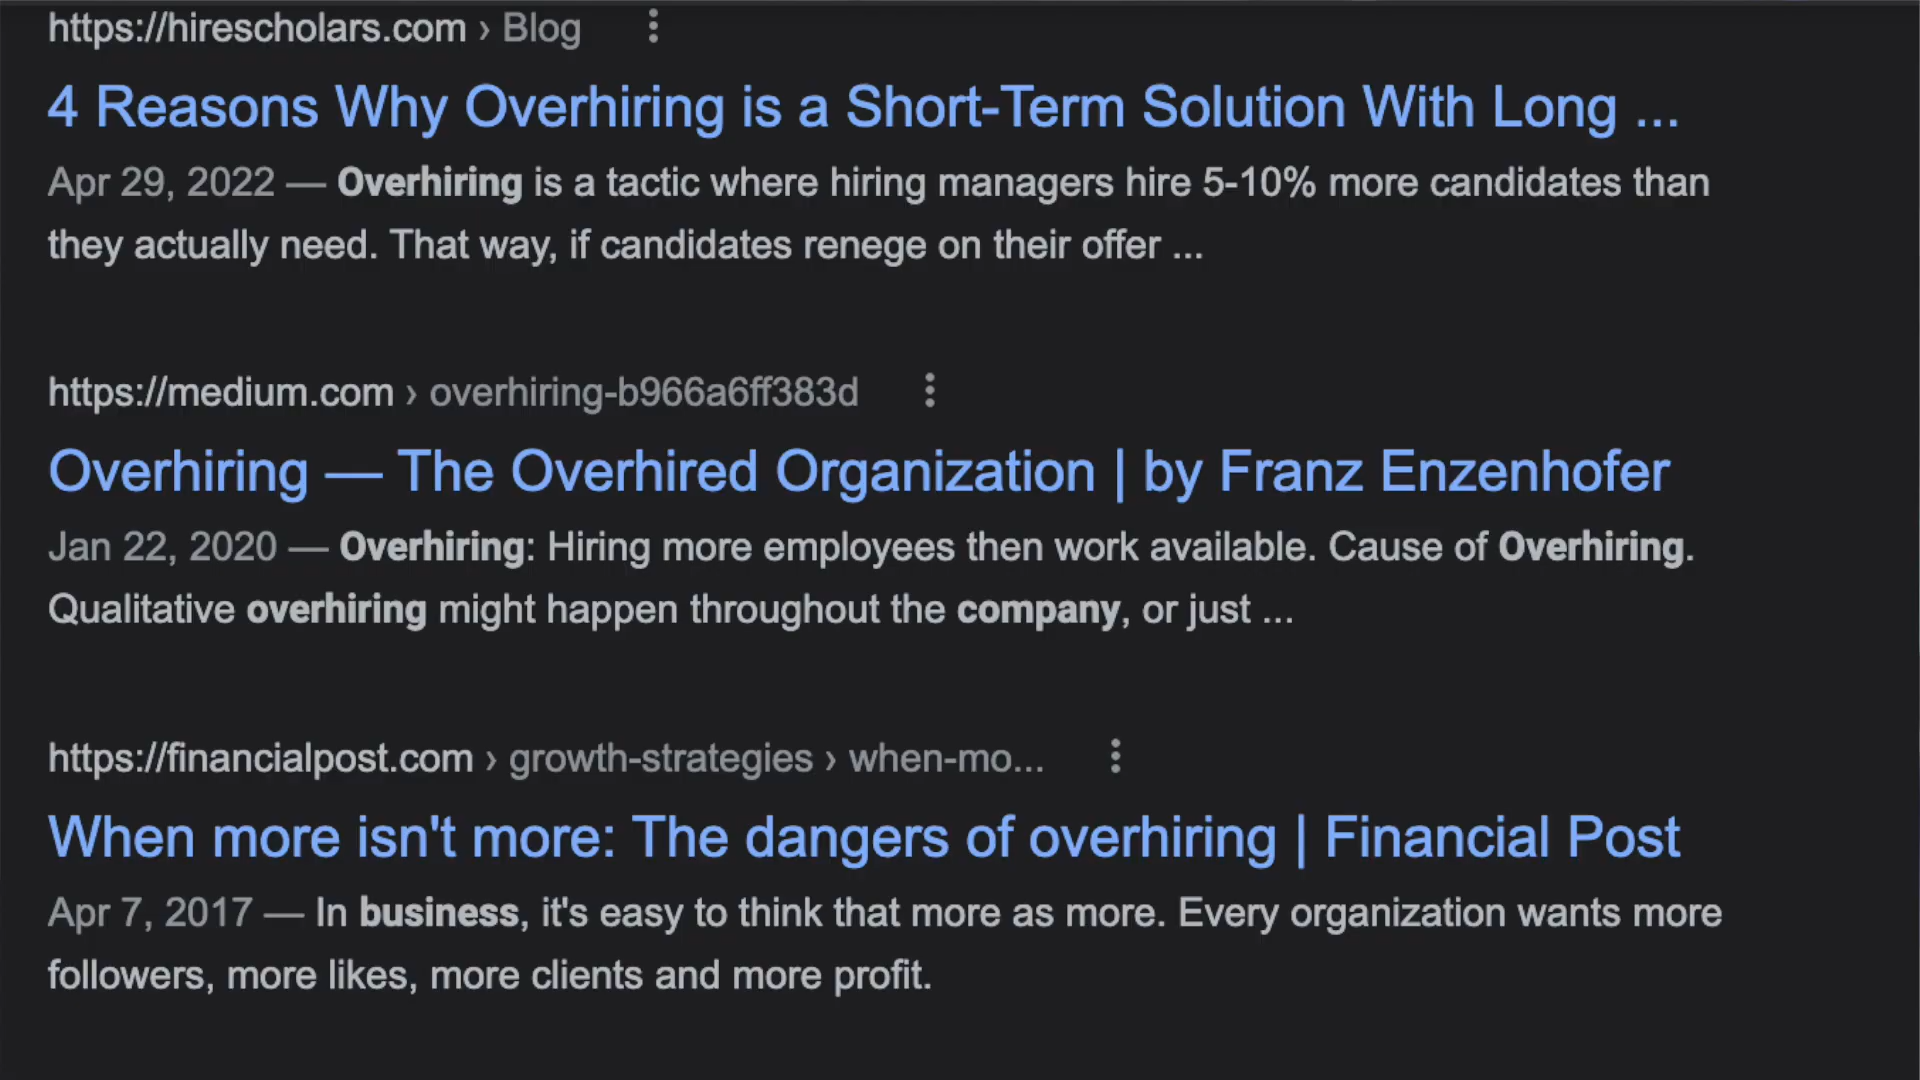 https://hirescholars.com › Blog
4 Reasons Why Overhiring is a Short-Term Solution With Long ...
Apr 29, 2022 — Overhiring is a tactic where hiring managers hire 5-10% more candidates than
they actually need. That way, if candidates renege on their offer ...
https://medium.com › overhiring-b966a6ff383d
Overhiring — The Overhired Organization | by Franz Enzenhofer
Jan 22, 2020 — Overhiring: Hiring more employees then work available. Cause of Overhiring.
Qualitative overhiring might happen throughout the company, or just ...
https://financialpost.com › growth-strategies › when-mo...
When more isn't more: The dangers of overhiring | Financial Post
Apr 7, 2017 — In business, it's easy to think that more as more. Every organization wants more
followers, more likes, more clients and more profit.